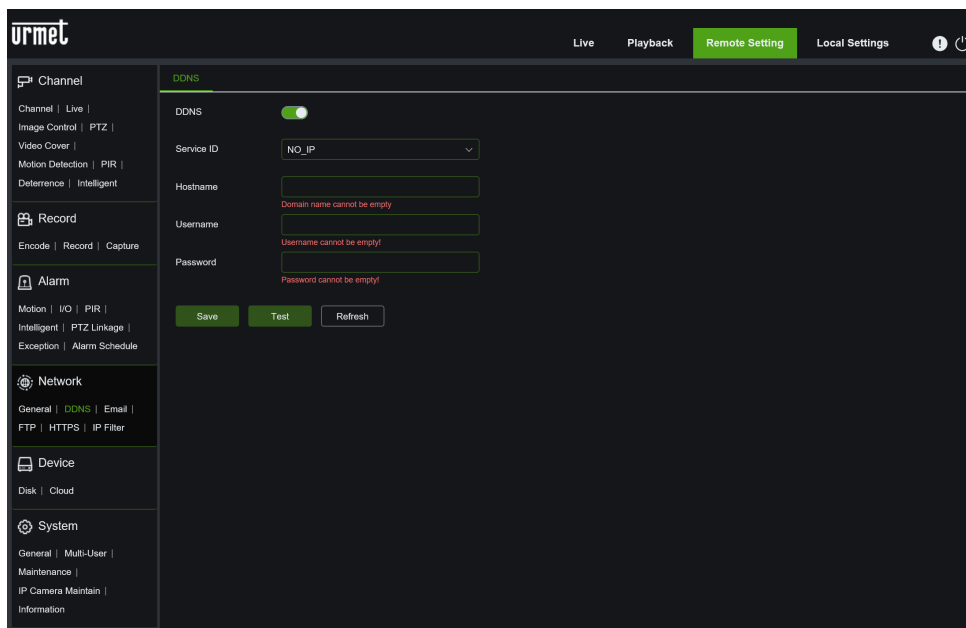 urmet
Live Playback Remote Setting Local Settings
Channel
Channel | Live |
Image Control | PTZ |
Video Cover |
Motion Detection | PIR |
Deterrence | Intelligent
Record
Encode | Record | Capture
Alarm
Motion | I/O | PIR |
Intelligent | PTZ Linkage |
Exception | Alarm Schedule
Network
General | DDNS | Email |
FTP | HTTPS | IP Filter
Device
Disk | Cloud
System
General | Multi-User |
Maintenance |
IP Camera Maintain |
Information
DDNS
DDNS
Service ID NO_IP
Hostname
Domain name cannot be empty
Username
Username cannot be empty!
Password
Password cannot be empty!
Save Test Refresh